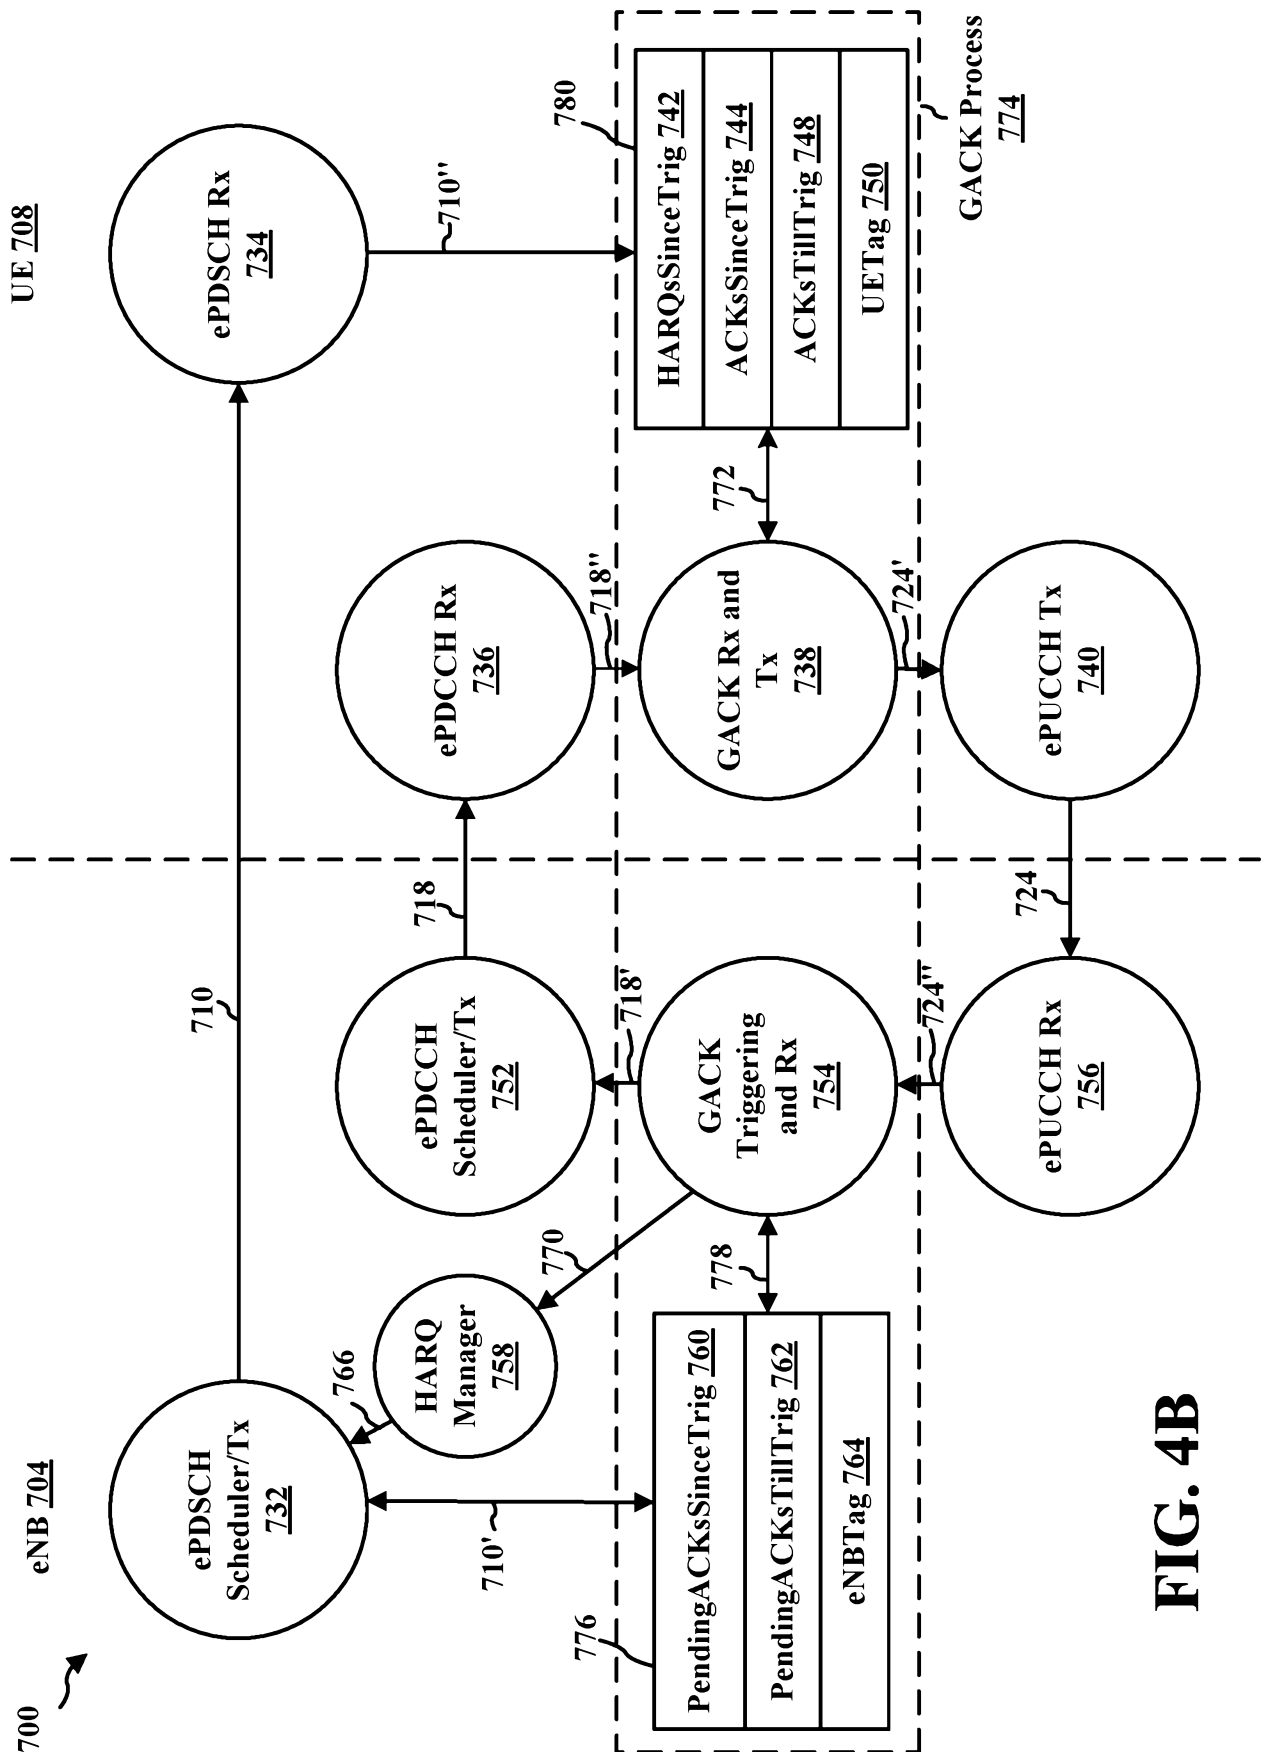 700
eNB 704
UE 708
ePDSCH
Scheduler/Tx
732
710
ePDSCH Rx
734
766
HARQ
Manager
758
770
ePDCCH
Scheduler/Tx
752
718
ePDCCH Rx
736
710'
718'
718''
710''
776
780
PendingACKsSinceTrig 760
PendingACKsTillTrig 762
eNBTag 764
778
GACK
Triggering
and Rx
754
GACK Rx and
Tx
738
772
HARQsSinceTrig 742
ACKsSinceTrig 744
ACKsTillTrig 748
UETag 750
724''
724'
GACK Process
774
ePUCCH Rx
756
724
ePUCCH Tx
740
FIG. 4B